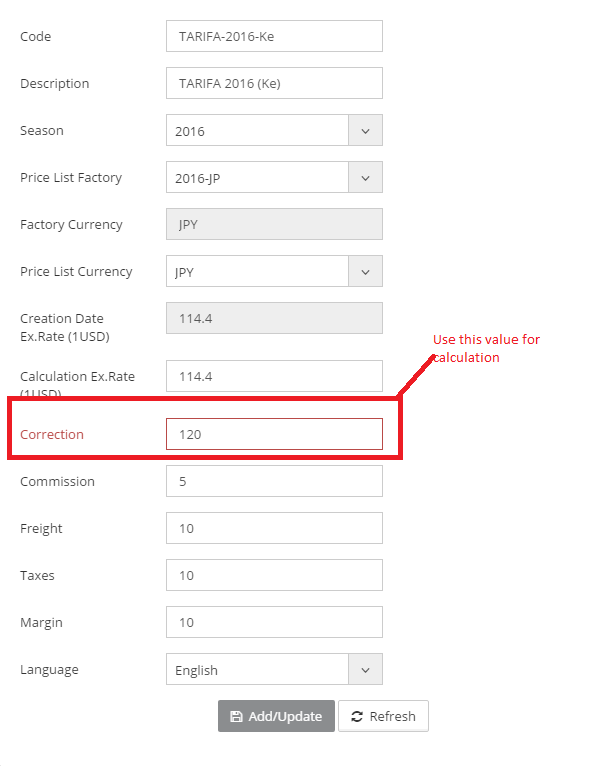 Code TARIFA-2016-Ke
Description TARIFA 2016 (Ke)
Season 2016
Price List Factory 2016-JP
Factory Currency JPY
Price List Currency JPY
Creation Date
Ex.Rate (1USD) 114.4
Use this value for
calculation
Calculation Ex.Rate 114.4
(1USD)
Correction 120
Commission 5
Freight 10
Taxes 10
Margin 10
Language English
Add/Update Refresh